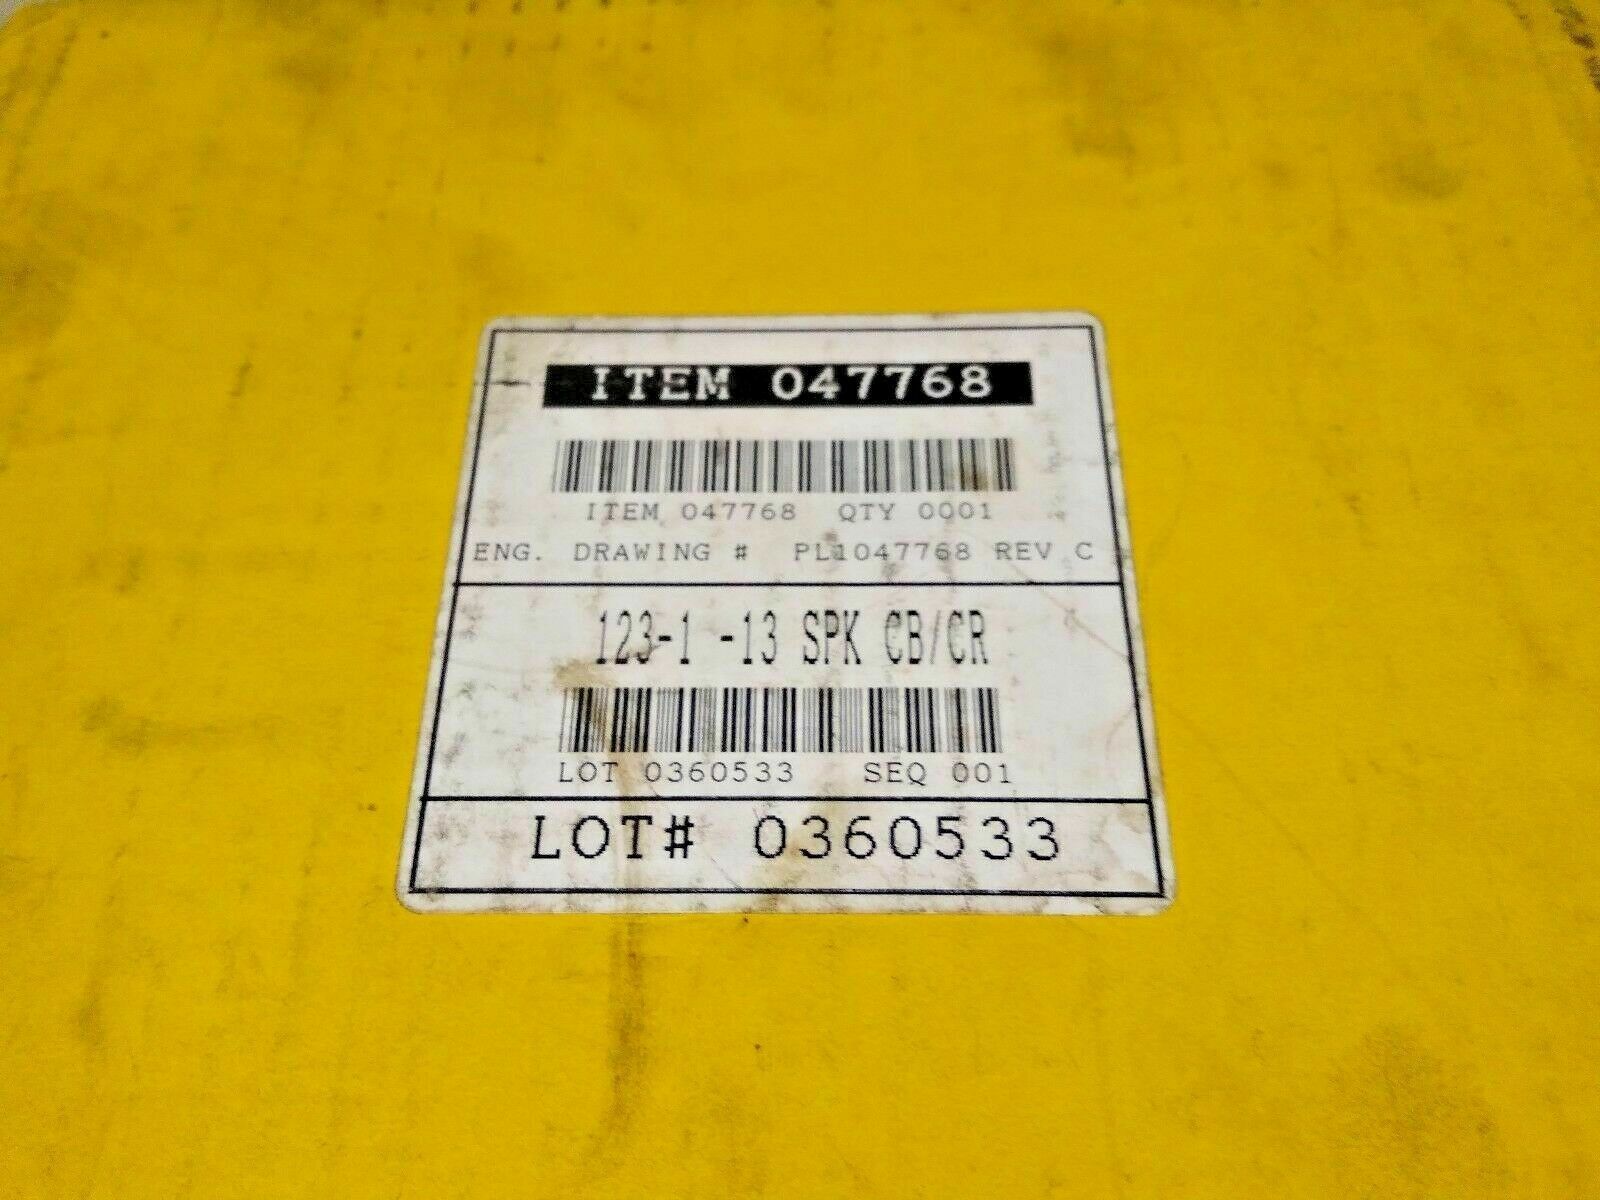 ITEM 047768
ITEM 047768 QTY 0001
ENG. DRAWING # PL1047768 REV C
123-1 -13 SPK CB/CR
LOT 0360533 SEQ 001
LOT# 0360533